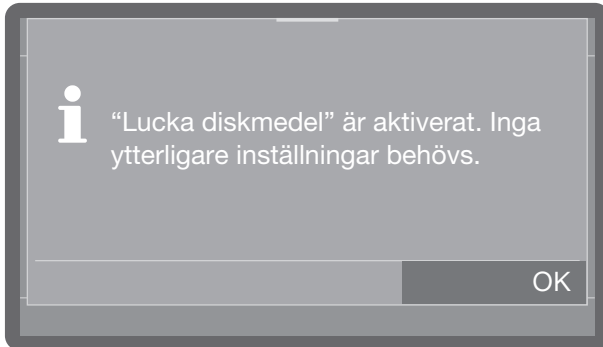 “Lucka diskmedel” är aktiverat. Inga
ytterligare inställningar behövs.
OK